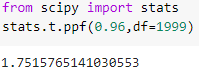 from scipy import stats
stats.t.ppf(0.96,df=1999)
1.7515765141030553